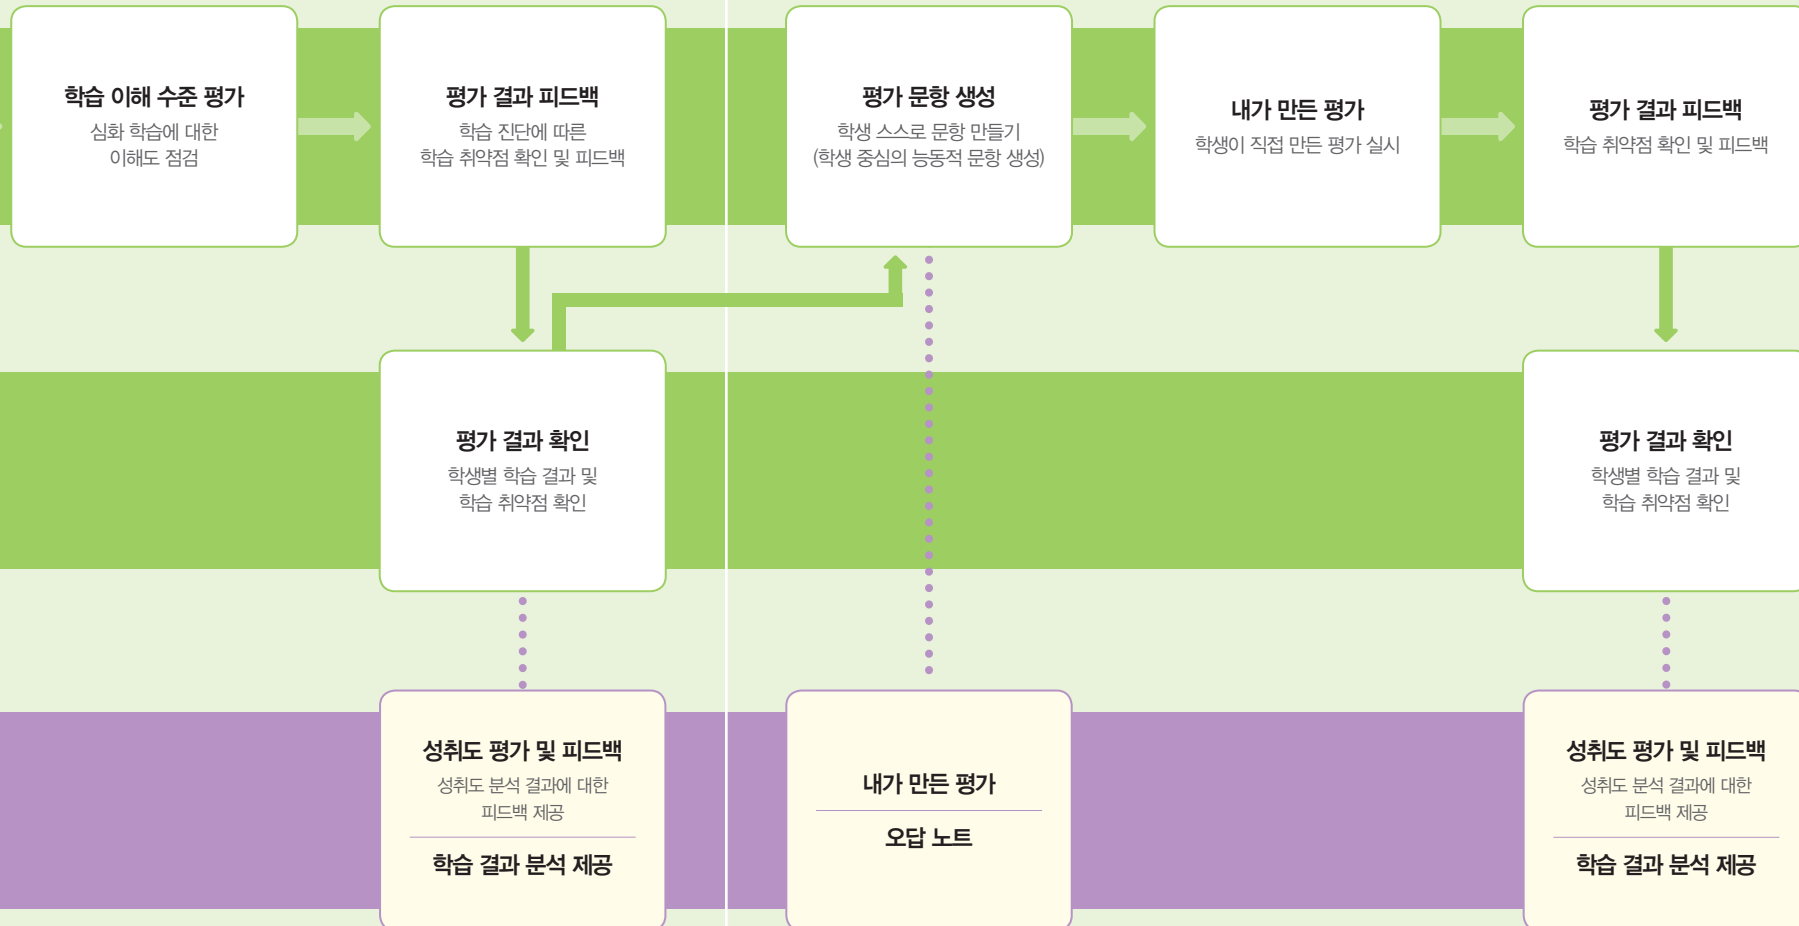 학습 이해 수준 평가
심화 학습에 대한
이해도 점검
평가 결과 피드백
학습 진단에 따른
학습 취약점 확인 및 피드백
평가 문항 생성
학생 스스로 문항 만들기
(학생 중심의 능동적 문항 생성)
내가 만든 평가
학생이 직접 만든 평가 실시
평가 결과 피드백
학습 취약점 확인 및 피드백
평가 결과 확인
학생별 학습 결과 및
학습 취약점 확인
평가 결과 확인
학생별 학습 결과 및
학습 취약점 확인
성취도 평가 및 피드백
성취도 분석 결과에 대한
피드백 제공
학습 결과 분석 제공
내가 만든 평가
오답 노트
성취도 평가 및 피드백
성취도 분석 결과에 대한
피드백 제공
학습 결과 분석 제공